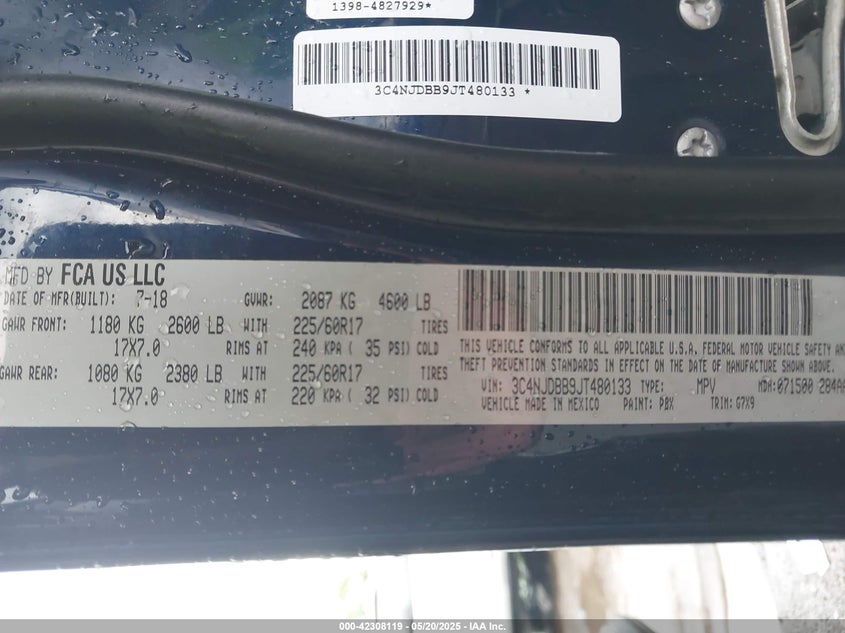 1398-4827929*
3C4NJDBB9JT480133 *
MFD BY FCA US LLC
DATE OF MFR(BUILT): 7-18 GVWR: 2087 KG 4600 LB
GAWR FRONT: 1180 KG 2600 LB WITH 225/60R17 TIRES
17X7.0 RIMS AT 240 KPA ( 35 PSI) COLD
GAWR REAR: 1080 KG 2380 LB WITH 225/60R17 TIRES
17X7.0 RIMS AT 220 KPA ( 32 PSI) COLD
THIS VEHICLE CONFORMS TO ALL APPLICABLE U.S.A. FEDERAL MOTOR VEHICLE SAFETY AN
THEFT PREVENTION STANDARDS IN EFFECT ON THE DATE OF MANUFACTURE SHOWN ABOVE.
VIN: 3C4NJDBB9JT480133 TYPE: MPV MDH: 071500 284A
VEHICLE MADE IN MEXICO PAINT: PBX TRIM: G7X9
000-42308119 - 05/20/2025 - IAA Inc.